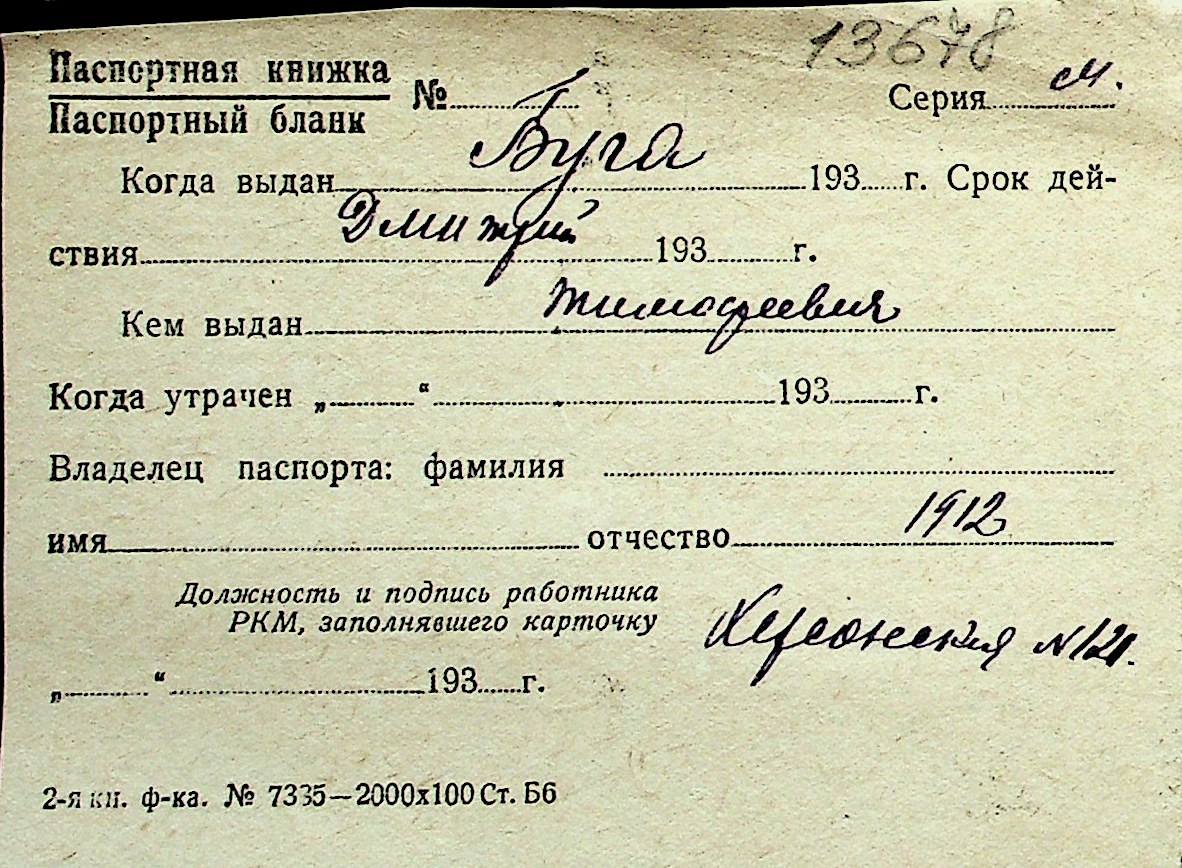 13678
Паспортная книжка
Паспортный бланк
№ Серия м.
Буга
Когда выдан 193 г. Срок дей-
Дмитрий
ствия 193 г.
Тимофеевич
Кем выдан
Когда утрачен „ “ 193 г.
Владелец паспорта: фамилия
1912
имя отчество
Должность и подпись работника
РКМ, заполнявшего карточку
Херсонская N 121.
„ “ 193 г.
2-я кн. ф-ка. № 7335—2000х100 Ст. Б6